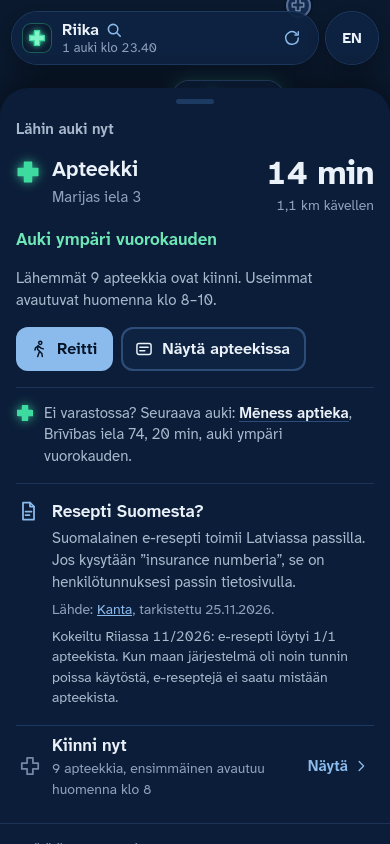 Riika
1 auki klo 23.40
EN
Lähin auki nyt
Apteekki
14 min
Marijas iela 3
1,1 km kävellen
Auki ympäri vuorokauden
Lähemmät 9 apteekkia ovat kiinni. Useimmat
avautuvat huomenna klo 8–10.
Reitti
Näytä apteekissa
Ei varastossa? Seuraava auki: Mēness aptieka,
Brīvības iela 74, 20 min, auki ympäri
vuorokauden.
Resepti Suomesta?
Suomalainen e-resepti toimii Latviassa passilla.
Jos kysytään ”insurance numberia”, se on
henkilötunnuksesi passin tietosivulla.
Lähde: Kanta, tarkistettu 25.11.2026.
Kokeiltu Riiassa 11/2026: e-resepti löytyi 1/1
apteekista. Kun maan järjestelmä oli noin tunnin
poissa käytöstä, e-reseptejä ei saatu mistään
apteekista.
Kiinni nyt
9 apteekkia, ensimmäinen avautuu
huomenna klo 8
Näytä